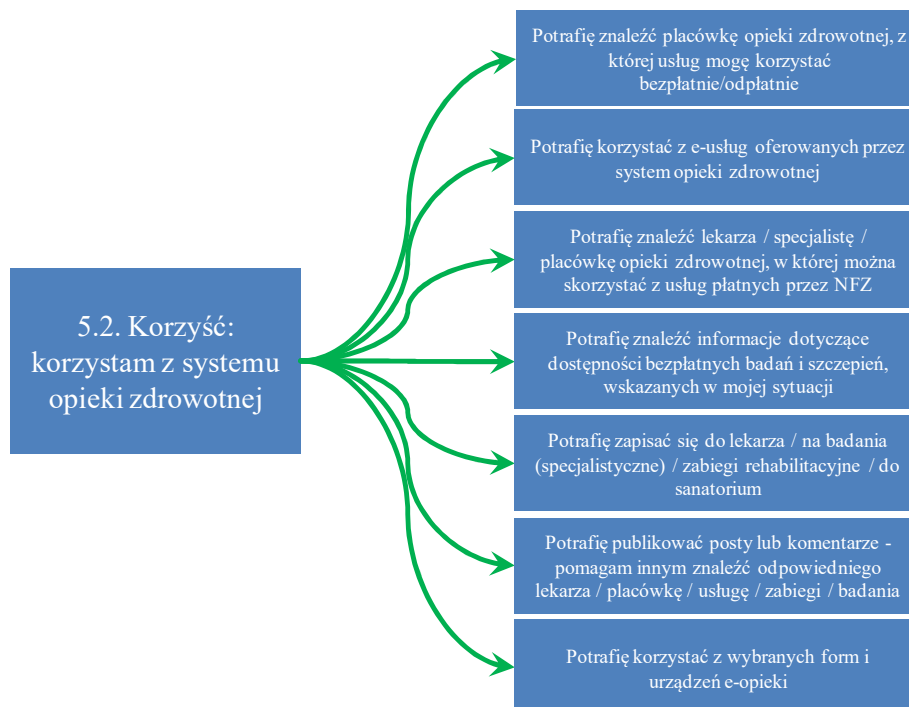 5.2. Korzyść:
korzystam z systemu
opieki zdrowotnej
Potrafię znaleźć placówkę opieki zdrowotnej, z
której usług mogę korzystać
bezpłatnie/odpłatnie
Potrafię korzystać z e-usług oferowanych przez
system opieki zdrowotnej
Potrafię znaleźć lekarza / specjalistę /
placówkę opieki zdrowotnej, w której można
skorzystać z usług płatnych przez NFZ
Potrafię znaleźć informacje dotyczące
dostępności bezpłatnych badań i szczepień,
wskazanych w mojej sytuacji
Potrafię zapisać się do lekarza / na badania
(specjalistyczne) / zabiegi rehabilitacyjne / do
sanatorium
Potrafię publikować posty lub komentarze -
pomagam innym znaleźć odpowiedniego
lekarza / placówkę / usługę / zabiegi / badania
Potrafię korzystać z wybranych form i
urządzeń e-opieki